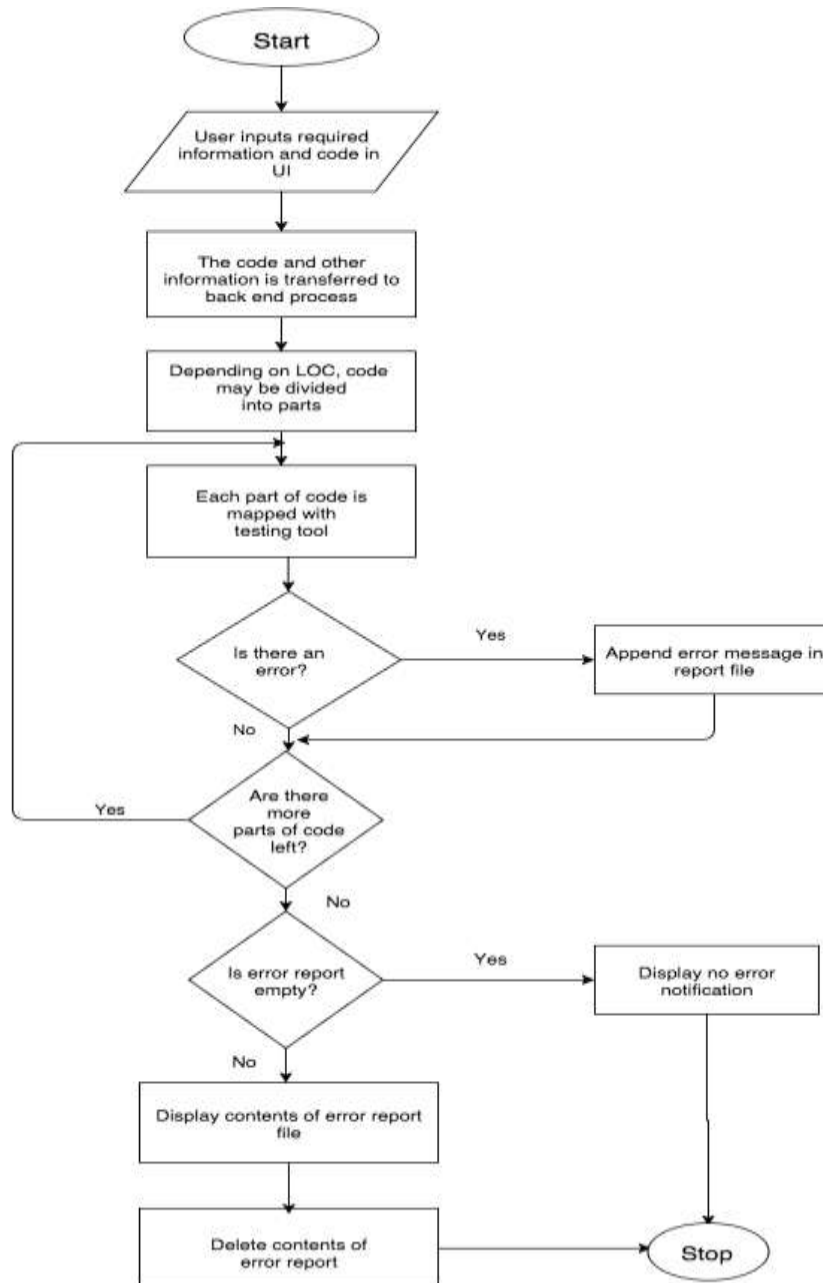 Start
User inputs required
information and code in
UI
The code and other
information is transferred to
back end process
Depending on LOC, code
may be divided
into parts
Each part of code is
mapped with
testing tool
Is there an
error?
Yes
Append error message in
report file
No
Are there
more
parts of code
left?
Yes
No
Is error report
empty?
Yes
Display no error
notification
No
Display contents of error report
file
Delete contents of
error report
Stop